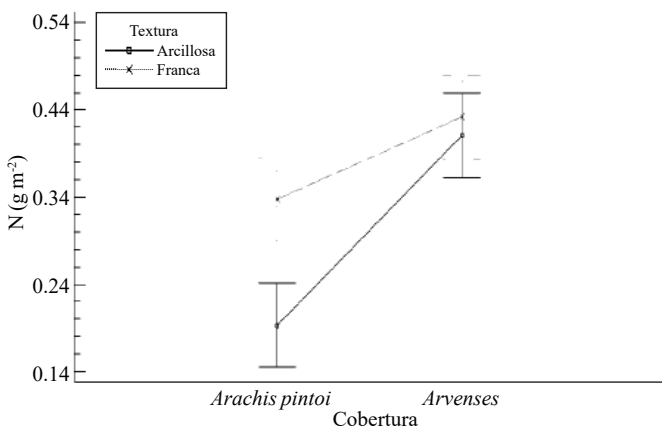 0.54
Textura
Arcillosa
Franca
0.44
N (g m-2)
0.34
0.24
0.14
Arachis pintoi
Arvenses
Cobertura